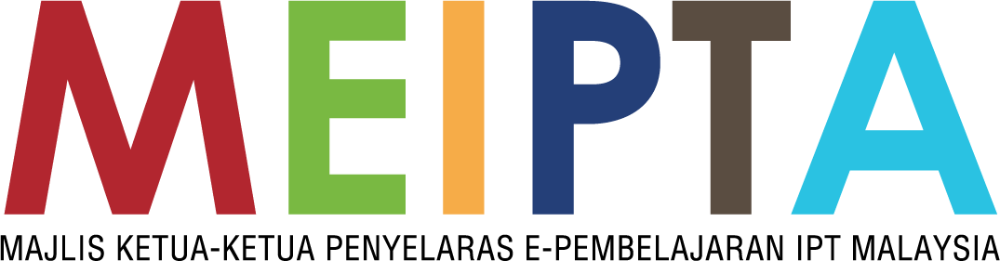 MEIPTA
MAJLIS KETUA-KETUA PENYELARAS E-PEMBELAJARAN IPT MALAYSIA